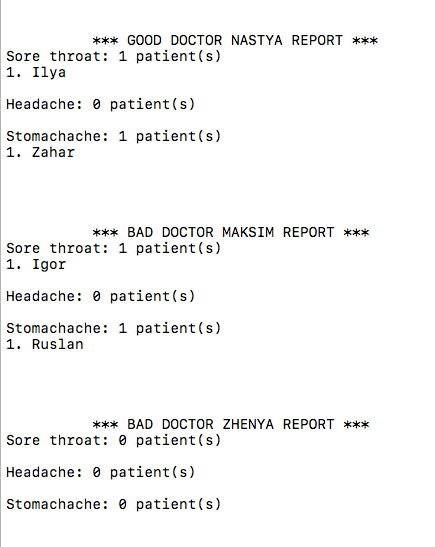 *** GOOD DOCTOR NASTYA REPORT ***
Sore throat: 1 patient(s)
1. Ilya
Headache: 0 patient(s)
Stomachache: 1 patient(s)
1. Zahar
*** BAD DOCTOR MAKSIM REPORT ***
Sore throat: 1 patient(s)
1. Igor
Headache: 0 patient(s)
Stomachache: 1 patient(s)
1. Ruslan
*** BAD DOCTOR ZHENYA REPORT ***
Sore throat: 0 patient(s)
Headache: 0 patient(s)
Stomachache: 0 patient(s)